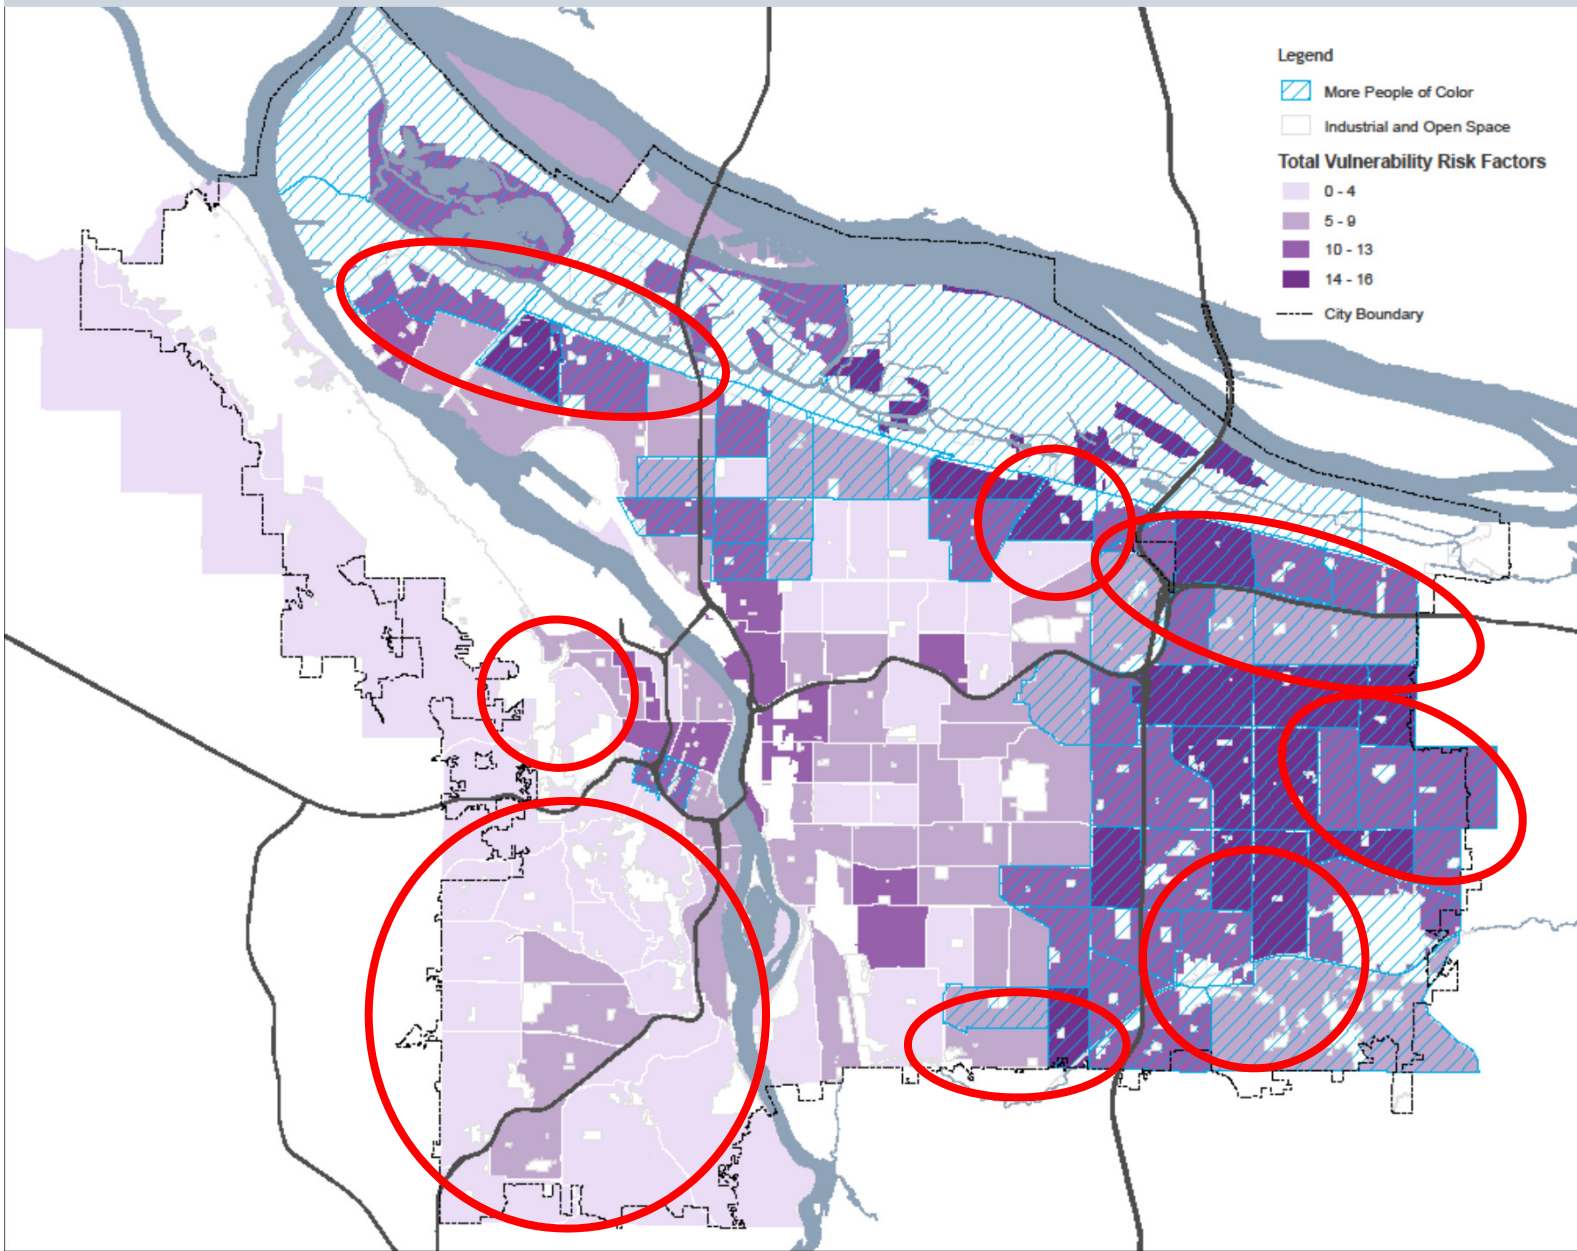 Legend
More People of Color
Industrial and Open Space
Total Vulnerability Risk Factors
0 - 4
5 - 9
10 - 13
14 - 16
City Boundary